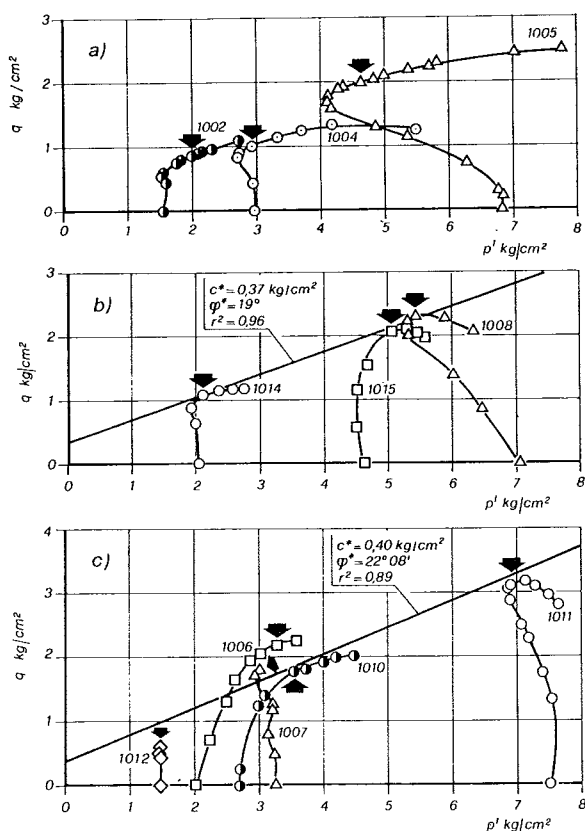 a)
q kg/cm²
3
2
1
0
1002
1004
1005
0 1 2 3 4 5 6 7 8
p' kg/cm²
b)
q kg/cm²
3
2
1
0
c* = 0,37 kg/cm²
φ* = 19°
r² = 0,96
1014
1015
1008
0 1 2 3 4 5 6 7 8
p' kg/cm²
c)
q kg/cm²
4
3
2
1
0
c* = 0,40 kg/cm²
φ* = 22° 08'
r² = 0,89
1006
1010
1011
1007
1012
0 1 2 3 4 5 6 7 8
p' kg/cm²